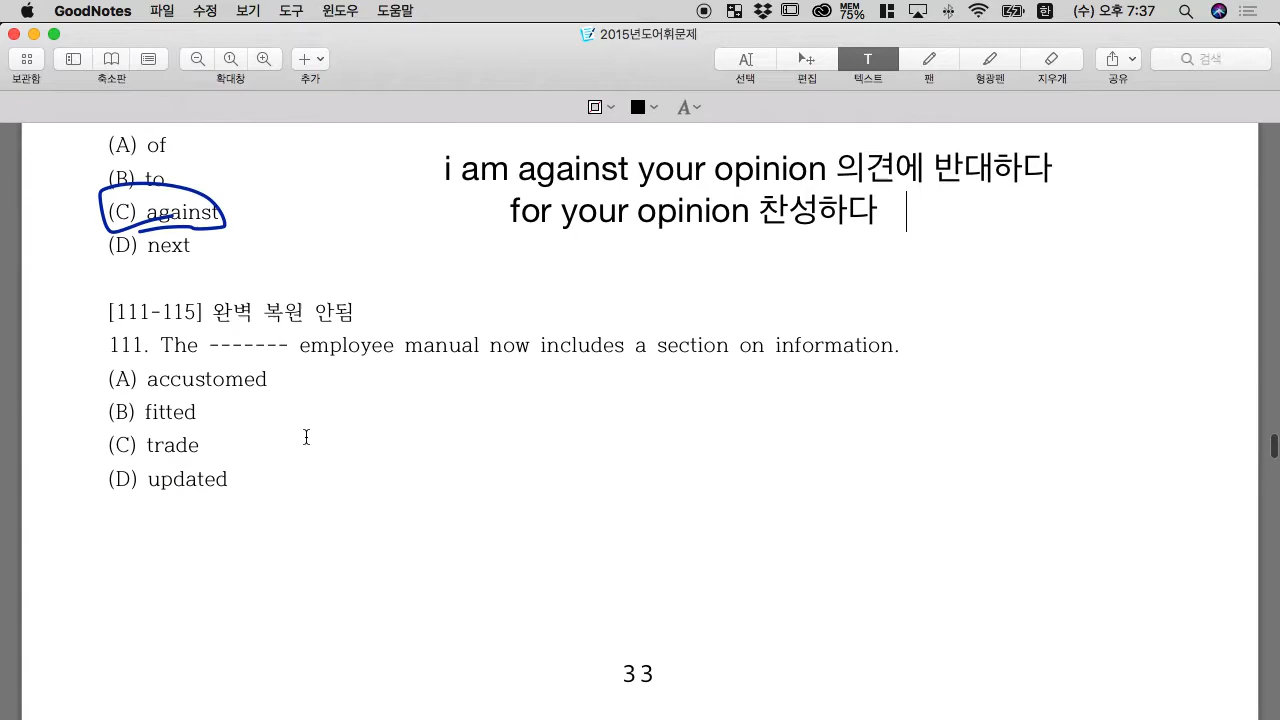 GoodNotes 파일 수정 보기 도구 윈도우 도움말 MEM 75% 한 (수) 오후 7:37
2015년도어휘문제
보관함 축소판 확대창 추가 선택 편집 텍스트 펜 형광펜 지우개 공유 검색
(A) of
(B) to
(C) against
(D) next
i am against your opinion 의견에 반대하다
for your opinion 찬성하다
[111-115] 완벽 복원 안됨
111. The ------- employee manual now includes a section on information.
(A) accustomed
(B) fitted
(C) trade
(D) updated
33